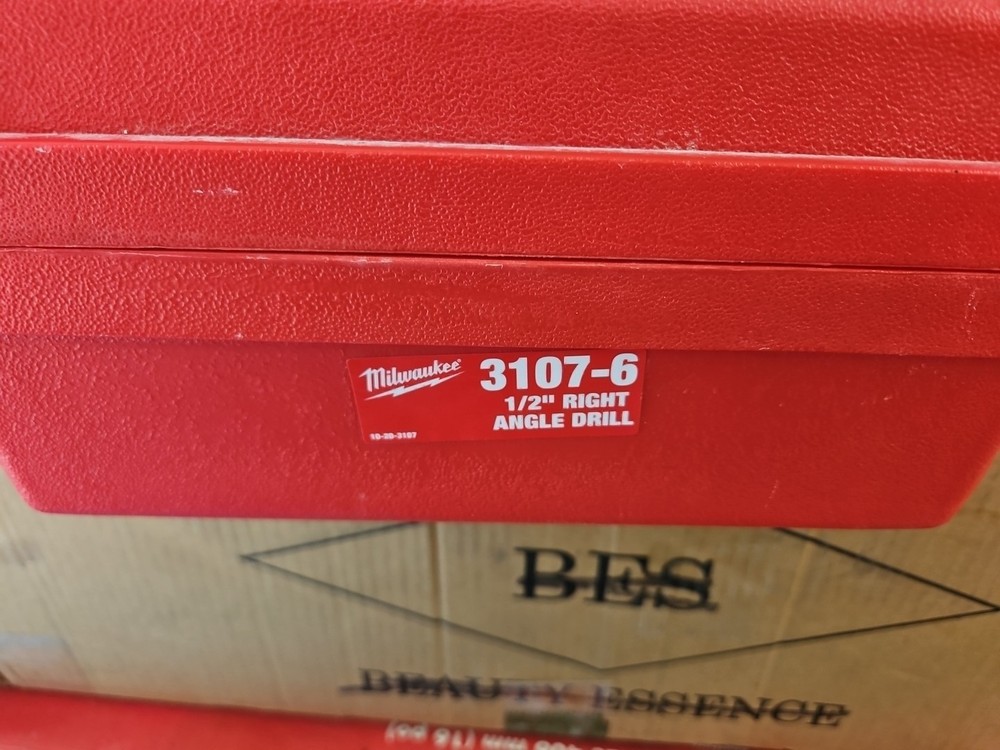 Milwaukee
3107-6
1/2" RIGHT
ANGLE DRILL
10-30-3107
BES
BEAUTY ESSENCE